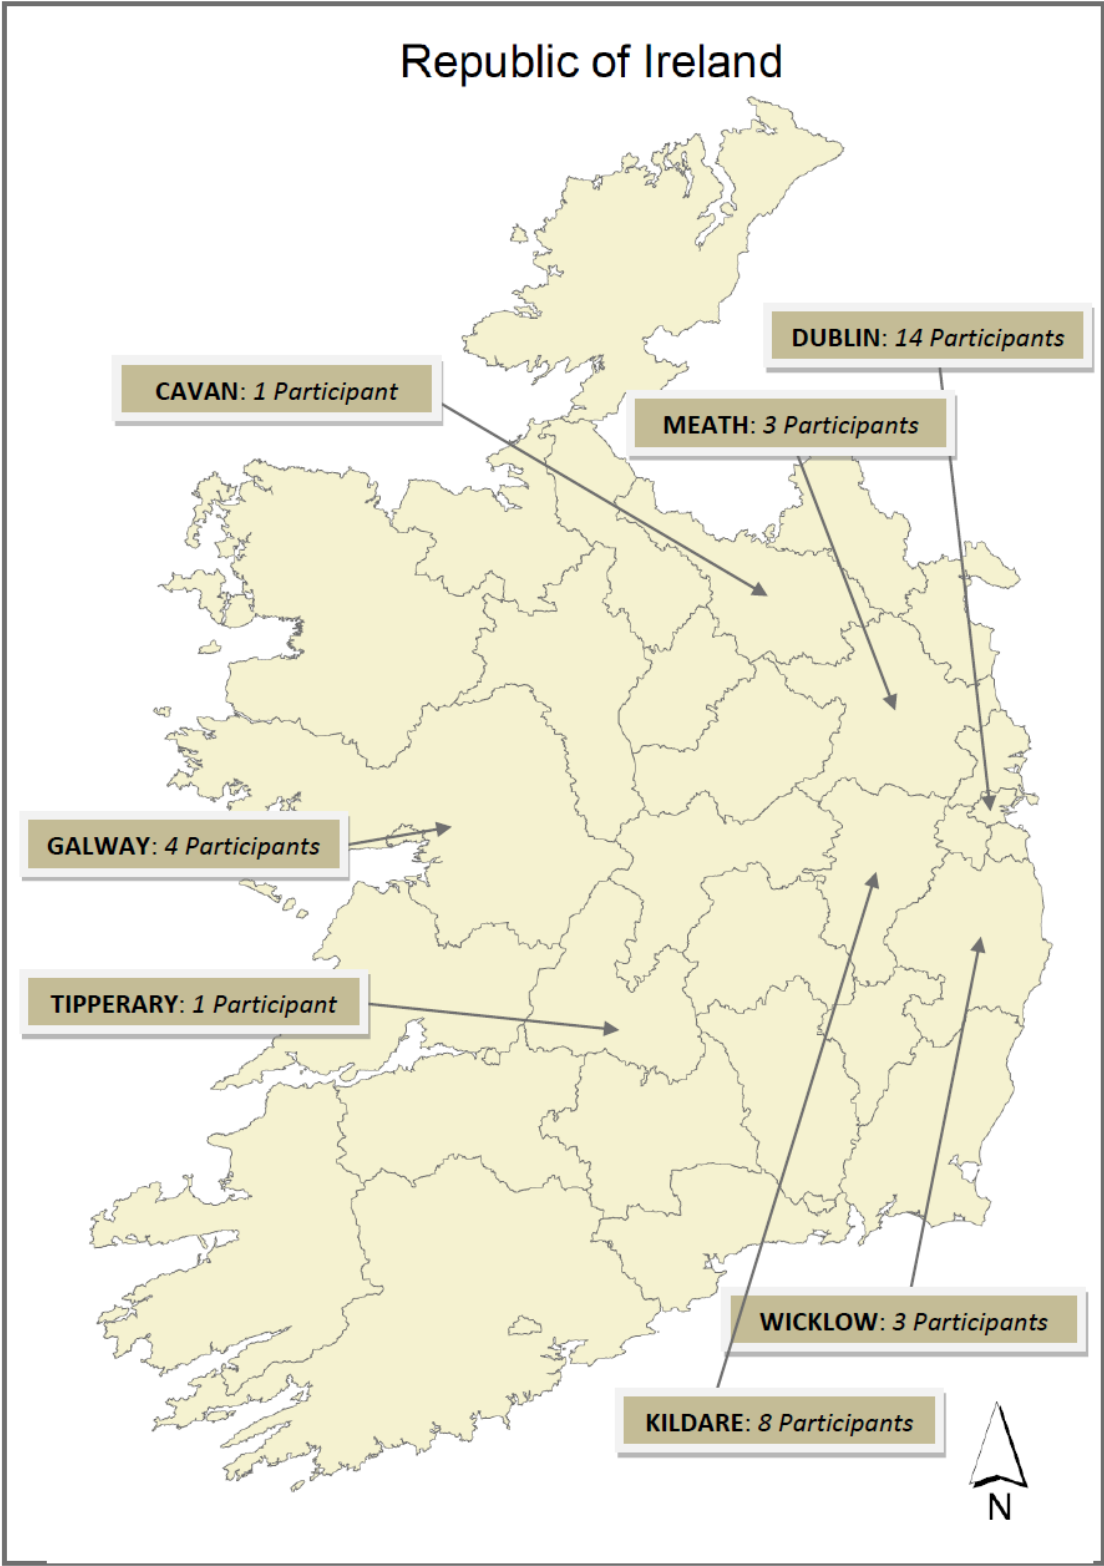 Republic of Ireland
DUBLIN: 14 Participants
CAVAN: 1 Participant
MEATH: 3 Participants
GALWAY: 4 Participants
TIPPERARY: 1 Participant
WICKLOW: 3 Participants
KILDARE: 8 Participants
N